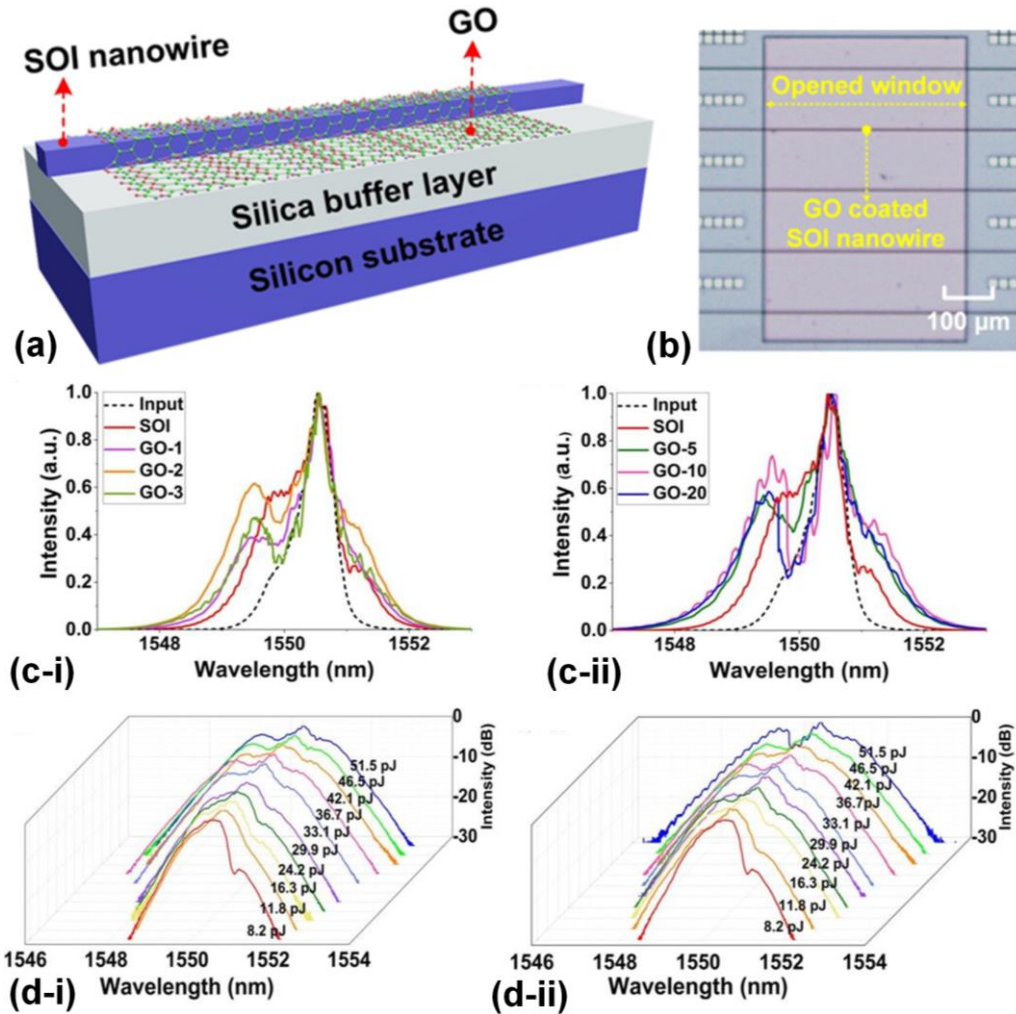 SOI nanowire
GO
Silica buffer layer
Silicon substrate
(a)
Opened window
GO coated
SOI nanowire
100 µm
(b)
Intensity (a.u.)
1.0
0.8
0.6
0.4
0.2
0.0
Input
SOI
GO-1
GO-2
GO-3
1548
1550
1552
Wavelength (nm)
(c-i)
Intensity (a.u.)
1.0
0.8
0.6
0.4
0.2
0.0
Input
SOI
GO-5
GO-10
GO-20
1548
1550
1552
Wavelength (nm)
(c-ii)
0
-10
-20
-30
Intensity (dB)
51.5 pJ
46.5 pJ
42.1 pJ
36.7 pJ
33.1 pJ
29.9 pJ
24.2 pJ
16.3 pJ
11.8 pJ
8.2 pJ
1546
1548
1550
1552
1554
Wavelength (nm)
(d-i)
0
-10
-20
-30
Intensity (dB)
51.5 pJ
46.5 pJ
42.1 pJ
36.7pJ
33.1 pJ
29.9 pJ
24.2 pJ
16.3 pJ
11.8 pJ
8.2 pJ
1546
1548
1550
1552
1554
Wavelength (nm)
(d-ii)